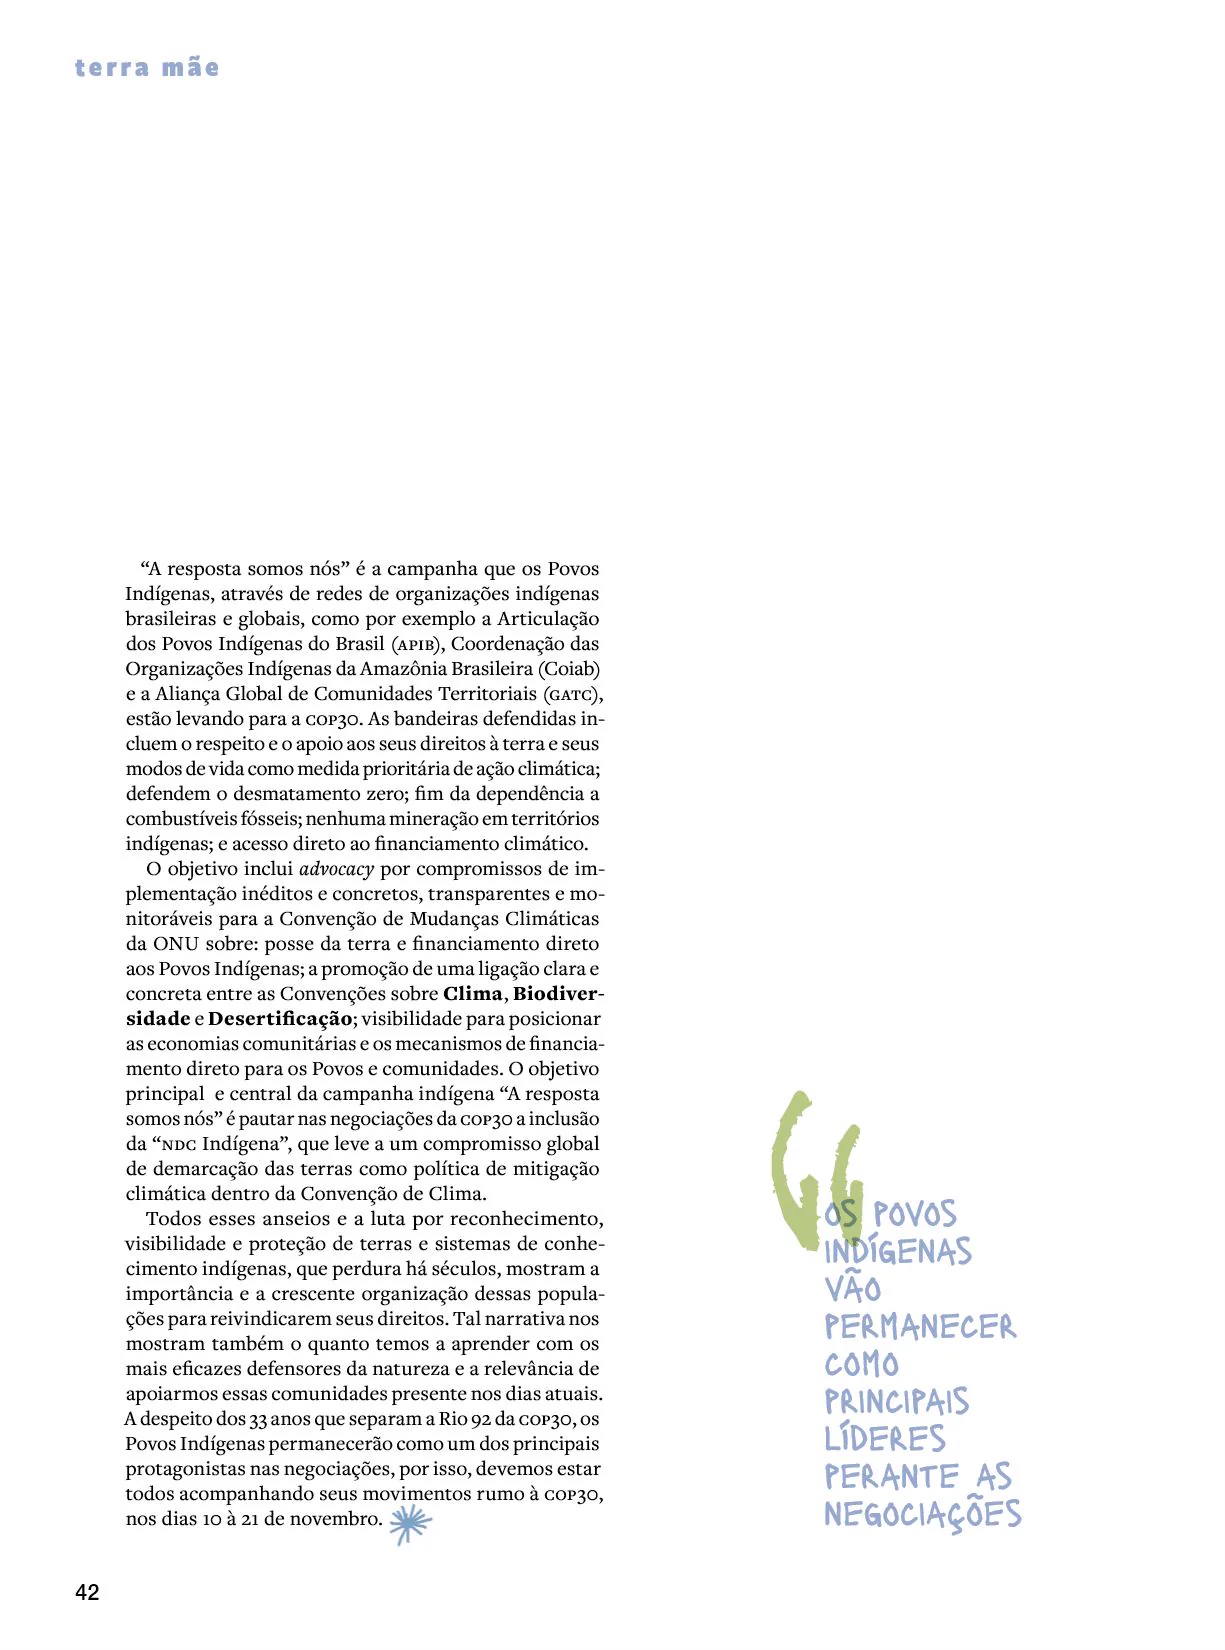 terra mãe
“A resposta somos nós” é a campanha que os Povos
Indígenas, através de redes de organizações indígenas
brasileiras e globais, como por exemplo a Articulação
dos Povos Indígenas do Brasil (APIB), Coordenação das
Organizações Indígenas da Amazônia Brasileira (Coiab)
e a Aliança Global de Comunidades Territoriais (GATC),
estão levando para a COP30. As bandeiras defendidas in-
cluem o respeito e o apoio aos seus direitos à terra e seus
modos de vida como medida prioritária de ação climática;
defendem o desmatamento zero; fim da dependência a
combustíveis fósseis; nenhuma mineração em territórios
indígenas; e acesso direto ao financiamento climático.
O objetivo inclui advocacy por compromissos de im-
plementação inéditos e concretos, transparentes e mo-
nitoráveis para a Convenção de Mudanças Climáticas
da ONU sobre: posse da terra e financiamento direto
aos Povos Indígenas; a promoção de uma ligação clara e
concreta entre as Convenções sobre Clima, Biodiver-
sidade e Desertificação; visibilidade para posicionar
as economias comunitárias e os mecanismos de financia-
mento direto para os Povos e comunidades. O objetivo
principal e central da campanha indígena “A resposta
somos nós” é pautar nas negociações da COP30 a inclusão
da “NDC Indígena”, que leve a um compromisso global
de demarcação das terras como política de mitigação
climática dentro da Convenção de Clima.
Todos esses anseios e a luta por reconhecimento,
visibilidade e proteção de terras e sistemas de conhe-
cimento indígenas, que perdura há séculos, mostram a
importância e a crescente organização dessas popula-
ções para reivindicarem seus direitos. Tal narrativa nos
mostram também o quanto temos a aprender com os
mais eficazes defensores da natureza e a relevância de
apoiarmos essas comunidades presente nos dias atuais.
A despeito dos 33 anos que separam a Rio 92 da COP30, os
Povos Indígenas permanecerão como um dos principais
protagonistas nas negociações, por isso, devemos estar
todos acompanhando seus movimentos rumo à COP30,
nos dias 10 à 21 de novembro.
“OS POVOS
INDÍGENAS
VÃO
PERMANECER
COMO
PRINCIPAIS
LÍDERES
PERANTE AS
NEGOCIAÇÕES
42